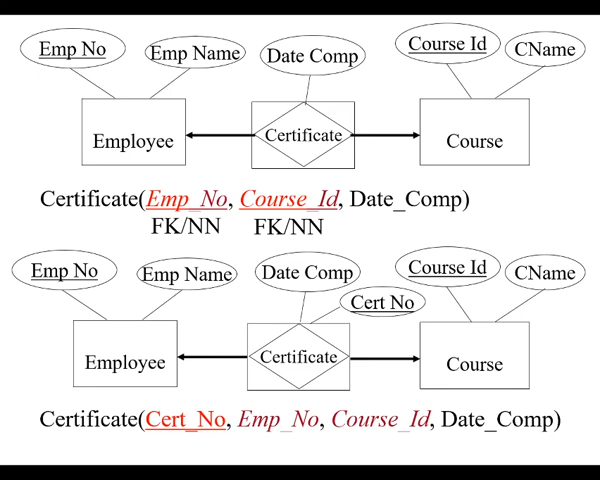 Emp No
Emp Name
Date Comp
Course Id
CName
Employee
Certificate
Course
Certificate(Emp_No, Course_Id, Date_Comp)
FK/NN FK/NN
Emp No
Emp Name
Date Comp
Cert No
Course Id
CName
Employee
Certificate
Course
Certificate(Cert_No, Emp_No, Course_Id, Date_Comp)